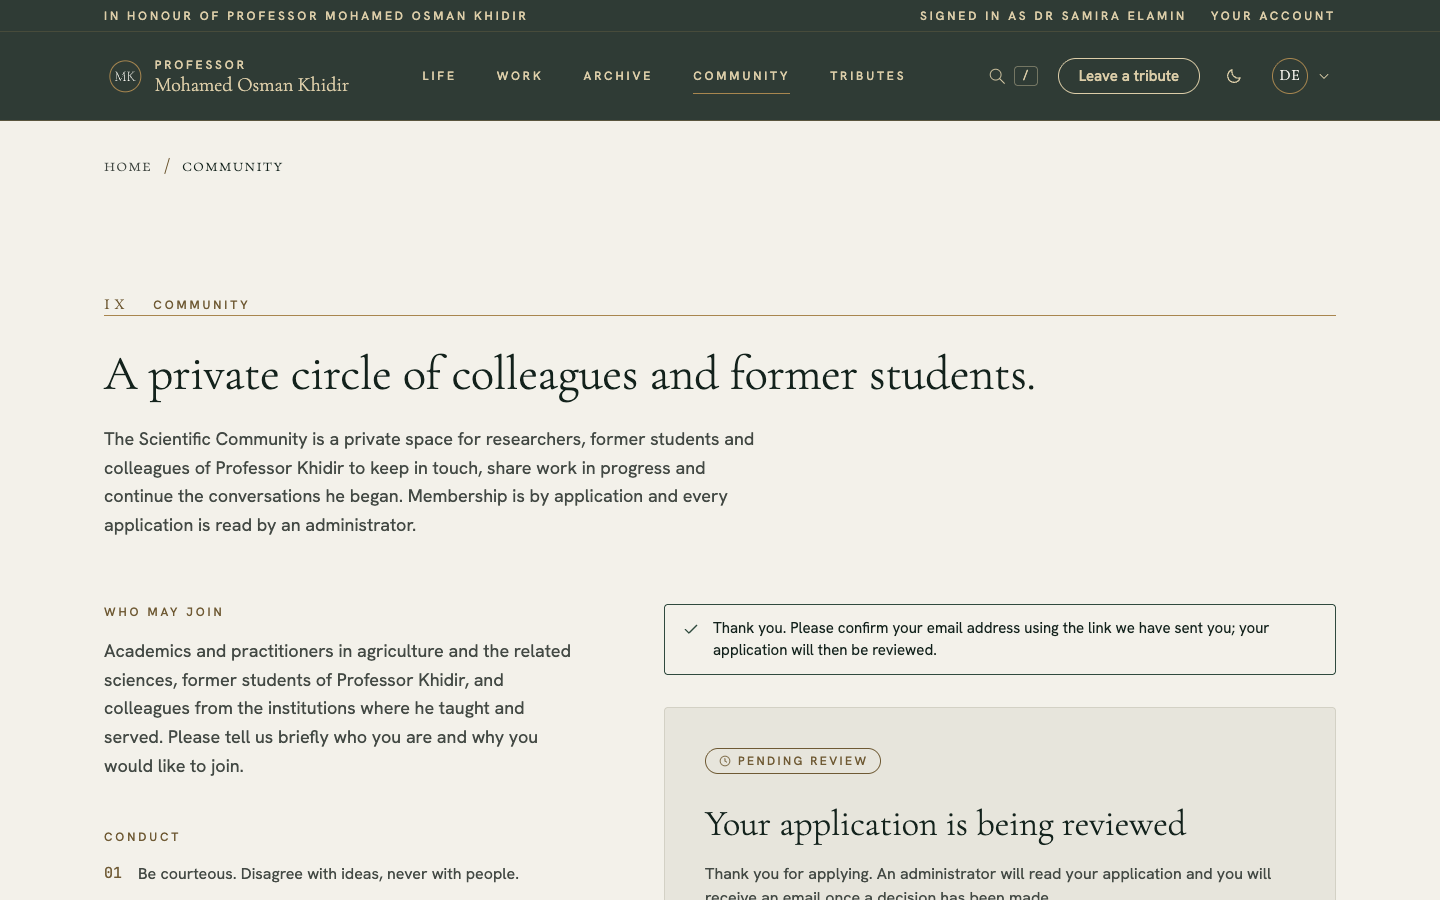 IN HONOUR OF PROFESSOR MOHAMED OSMAN KHIDIR
SIGNED IN AS DR SAMIRA ELAMIN YOUR ACCOUNT
MK PROFESSOR
Mohamed Osman Khidir
LIFE WORK ARCHIVE COMMUNITY TRIBUTES
/ Leave a tribute DE
HOME / COMMUNITY
IX COMMUNITY
A private circle of colleagues and former students.
The Scientific Community is a private space for researchers, former students and
colleagues of Professor Khidir to keep in touch, share work in progress and
continue the conversations he began. Membership is by application and every
application is read by an administrator.
WHO MAY JOIN
Academics and practitioners in agriculture and the related
sciences, former students of Professor Khidir, and
colleagues from the institutions where he taught and
served. Please tell us briefly who you are and why you
would like to join.
CONDUCT
01 Be courteous. Disagree with ideas, never with people.
Thank you. Please confirm your email address using the link we have sent you; your
application will then be reviewed.
PENDING REVIEW
Your application is being reviewed
Thank you for applying. An administrator will read your application and you will
receive an email once a decision has been made.